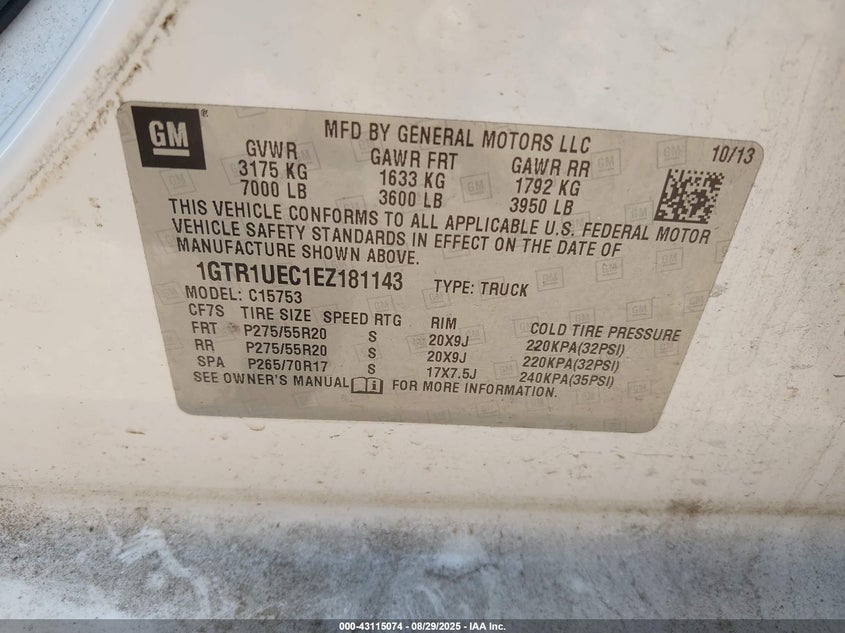 GM®
MFD BY GENERAL MOTORS LLC 10/13
GVWR GAWR FRT GAWR RR
3175 KG 1633 KG 1792 KG
7000 LB 3600 LB 3950 LB
THIS VEHICLE CONFORMS TO ALL APPLICABLE U.S. FEDERAL MOTOR
VEHICLE SAFETY STANDARDS IN EFFECT ON THE DATE OF
MANUFACTURE SHOWN ABOVE.
1GTR1UEC1EZ181143 TYPE: TRUCK
MODEL: C15753
CF7S TIRE SIZE SPEED RTG RIM COLD TIRE PRESSURE
FRT P275/55R20 S 20X9J 220KPA(32PSI)
RR P275/55R20 S 20X9J 220KPA(32PSI)
SPA P265/70R17 S 17X7.5J 240KPA(35PSI)
SEE OWNER'S MANUAL FOR MORE INFORMATION.
000-43115074 • 08/29/2025 - IAA Inc.